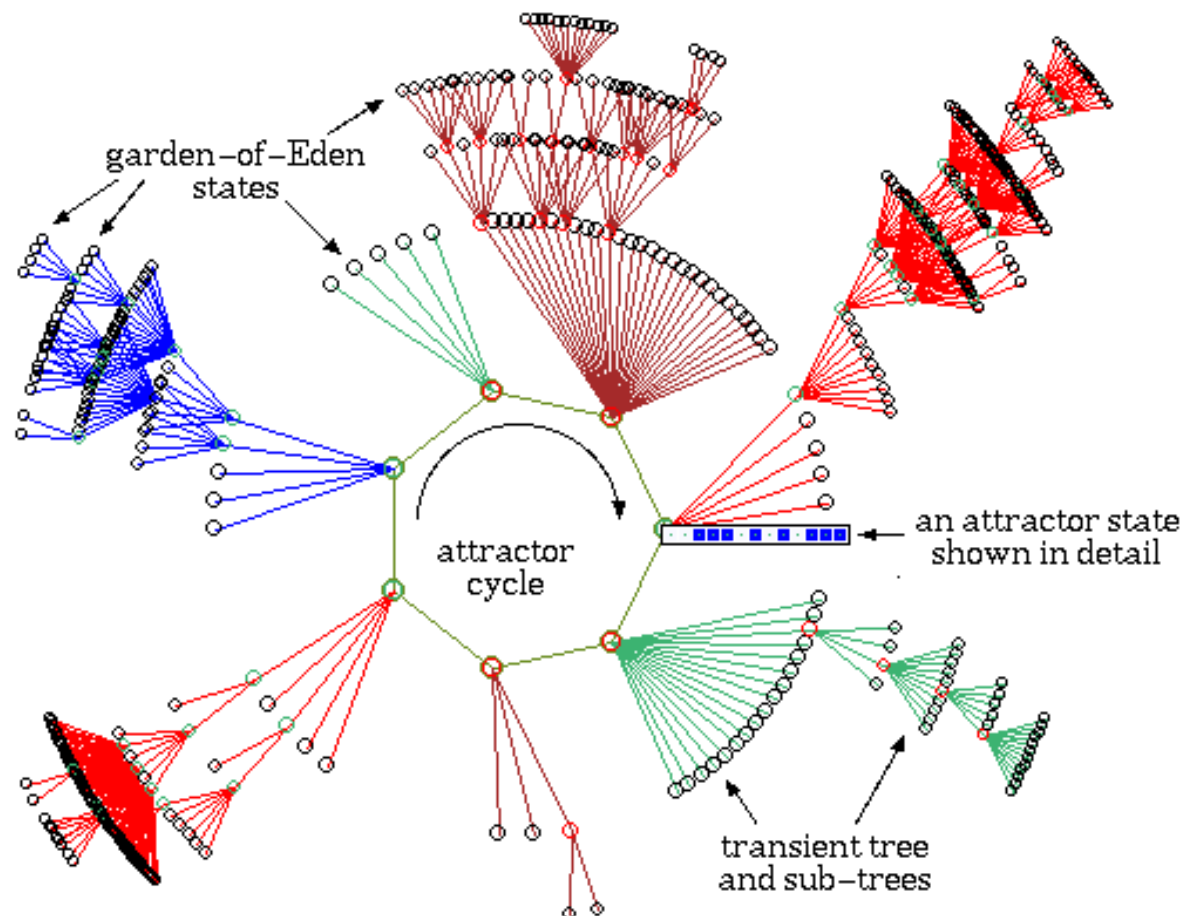 garden-of-Eden
states
attractor
cycle
an attractor state
shown in detail
transient tree
and sub-trees